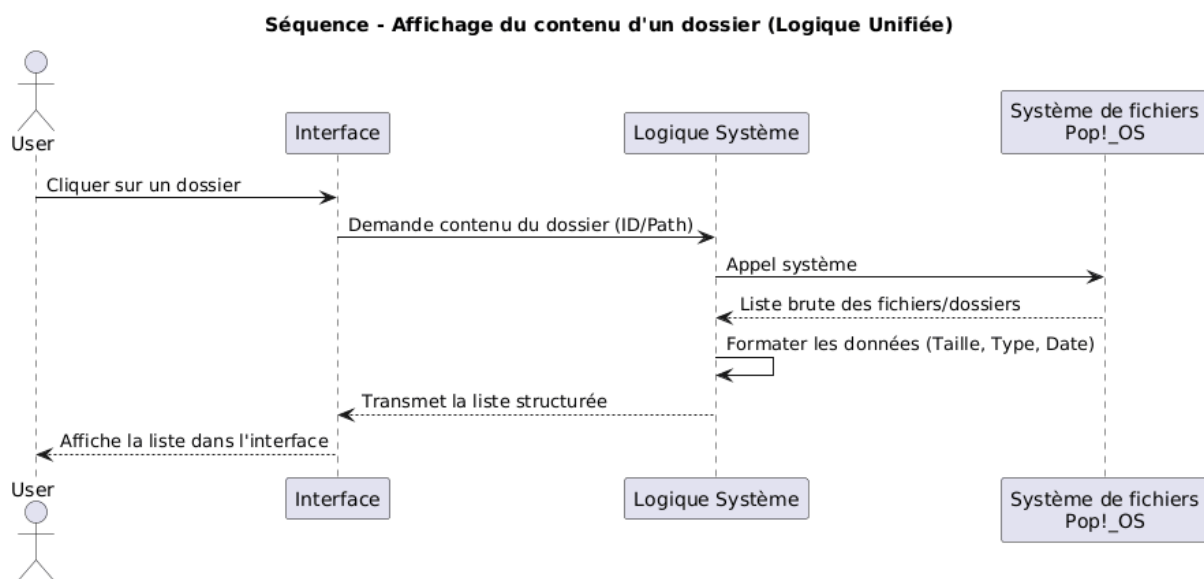 Séquence - Affichage du contenu d'un dossier (Logique Unifiée)
User
Interface
Logique Système
Système de fichiers
Pop!_OS
Cliquer sur un dossier
Demande contenu du dossier (ID/Path)
Appel système
Liste brute des fichiers/dossiers
Formater les données (Taille, Type, Date)
Transmet la liste structurée
Affiche la liste dans l'interface
User
Interface
Logique Système
Système de fichiers
Pop!_OS